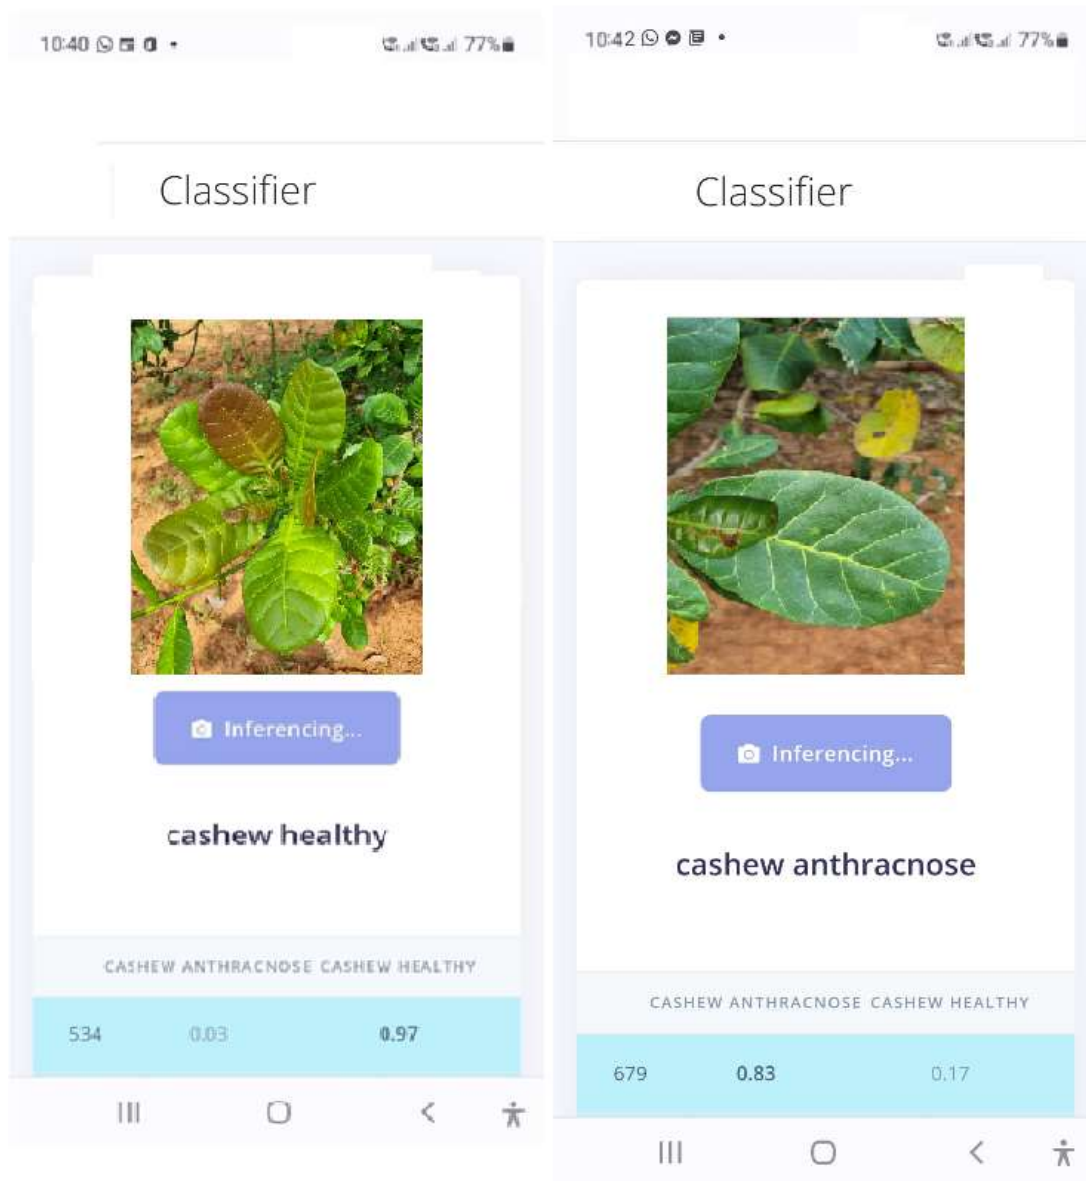 10:40 77%
Classifier
Inferencing...
cashew healthy
CASHEW ANTHRACNOSE CASHEW HEALTHY
534 0.03 0.97
10:42 77%
Classifier
Inferencing...
cashew anthracnose
CASHEW ANTHRACNOSE CASHEW HEALTHY
679 0.83 0.17